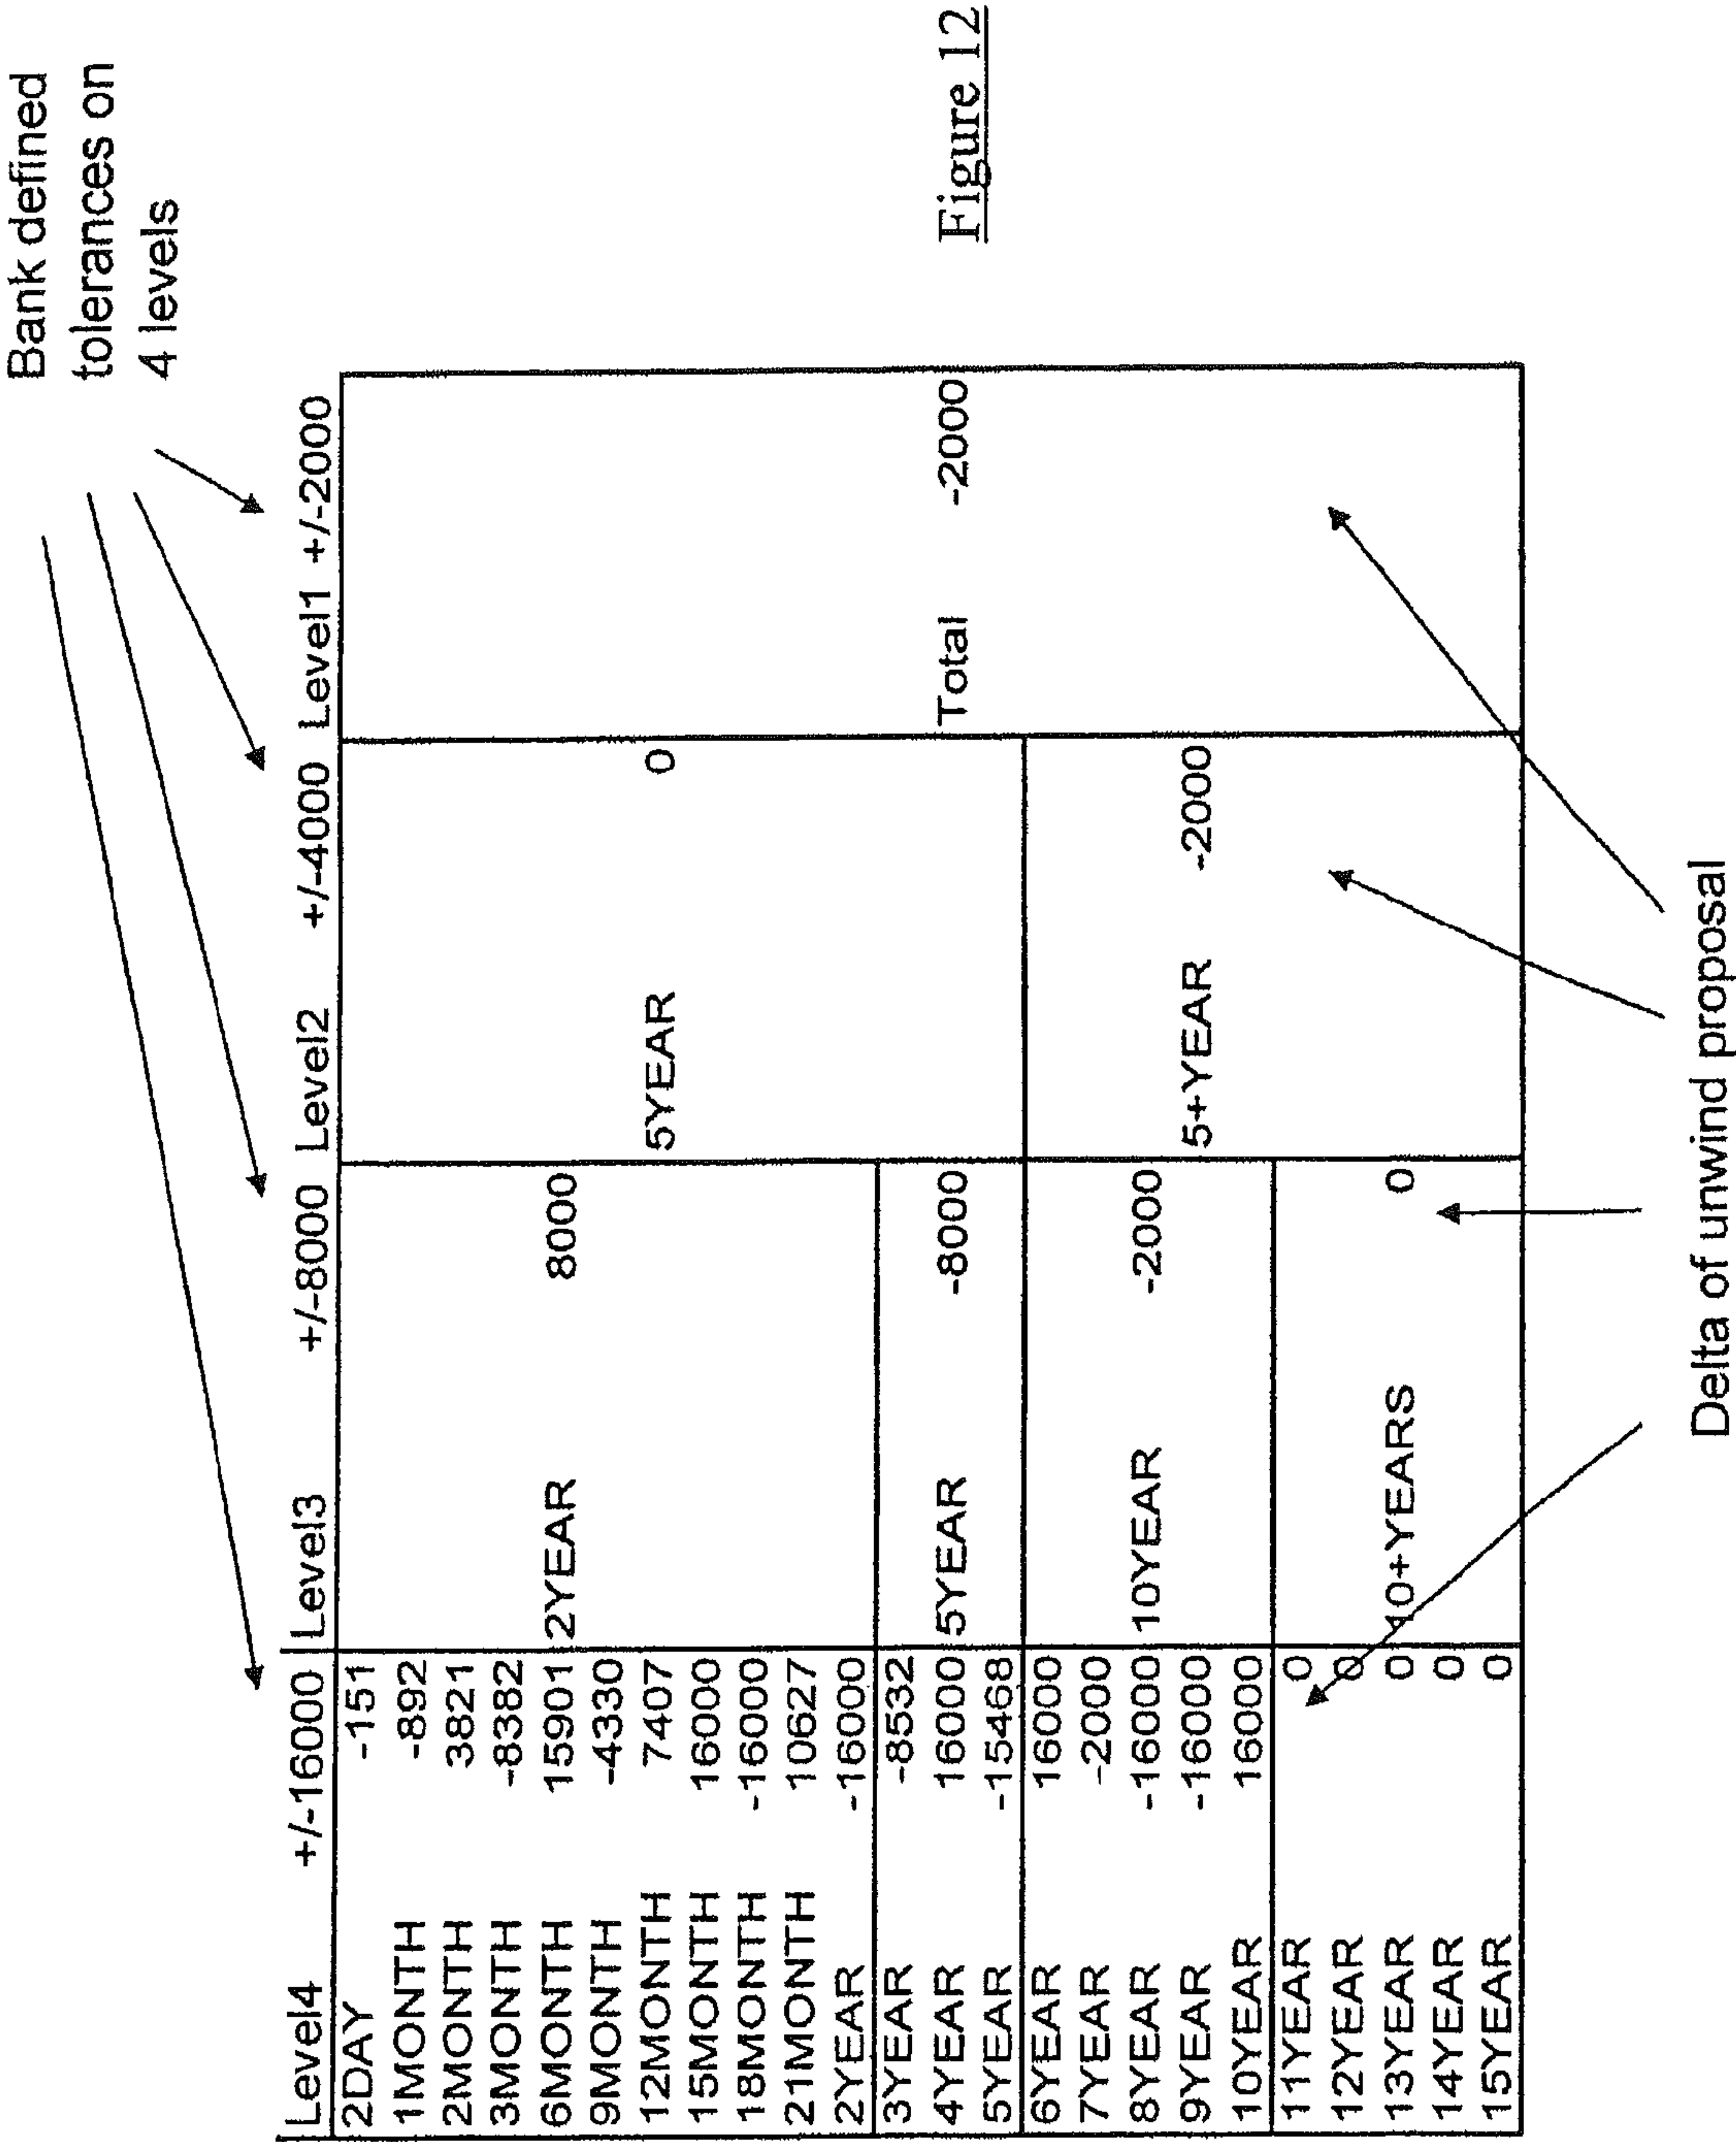 Bank defined
tolerances on
4 levels
Level4 +/-16000 Level3 +/-8000 Level2 +/-4000 Level1 +/-2000
2DAY -151
1MONTH -892
2MONTH 3821
3MONTH -8382
6MONTH 15901 2YEAR 8000
9MONTH -4330
12MONTH 7407 5YEAR 0
15MONTH 16000
18MONTH -16000
21MONTH 10627
2YEAR -16000
3YEAR -8532
4YEAR 16000 5YEAR -8000 Total -2000
5YEAR -15468
6YEAR 16000
7YEAR -2000
8YEAR -16000 10YEAR -2000
9YEAR -16000 5+YEAR -2000
10YEAR 16000
11YEAR 0
12YEAR 0
13YEAR 0 10+YEARS 0
14YEAR 0
15YEAR 0
Delta of unwind proposal
Figure 12